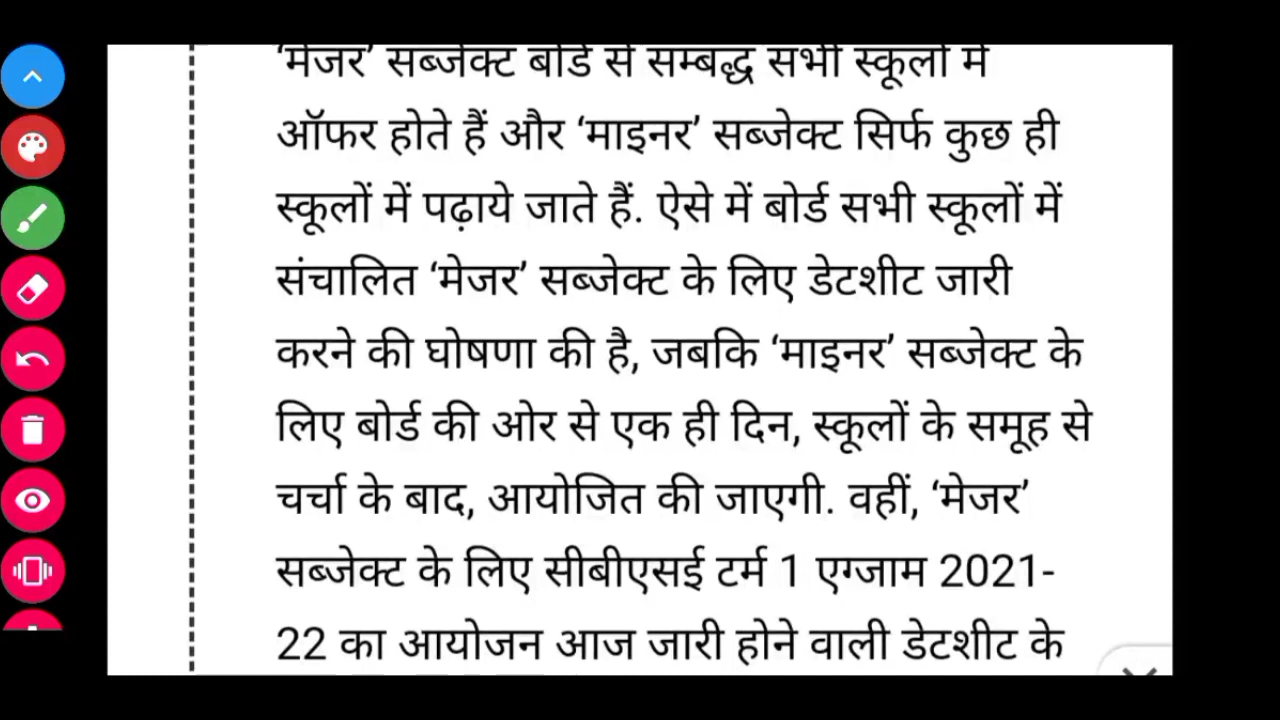 ‘मेजर’ सब्जेक्ट बोर्ड से सम्बद्ध सभी स्कूलों में
ऑफर होते हैं और ‘माइनर’ सब्जेक्ट सिर्फ कुछ ही
स्कूलों में पढ़ाये जाते हैं. ऐसे में बोर्ड सभी स्कूलों में
संचालित ‘मेजर’ सब्जेक्ट के लिए डेटशीट जारी
करने की घोषणा की है, जबकि ‘माइनर’ सब्जेक्ट के
लिए बोर्ड की ओर से एक ही दिन, स्कूलों के समूह से
चर्चा के बाद, आयोजित की जाएगी. वहीं, ‘मेजर’
सब्जेक्ट के लिए सीबीएसई टर्म 1 एग्जाम 2021-
22 का आयोजन आज जारी होने वाली डेटशीट के